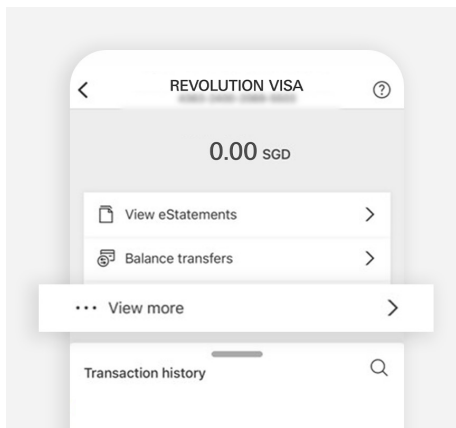 REVOLUTION VISA
0.00 SGD
View eStatements
Balance transfers
View more
Transaction history